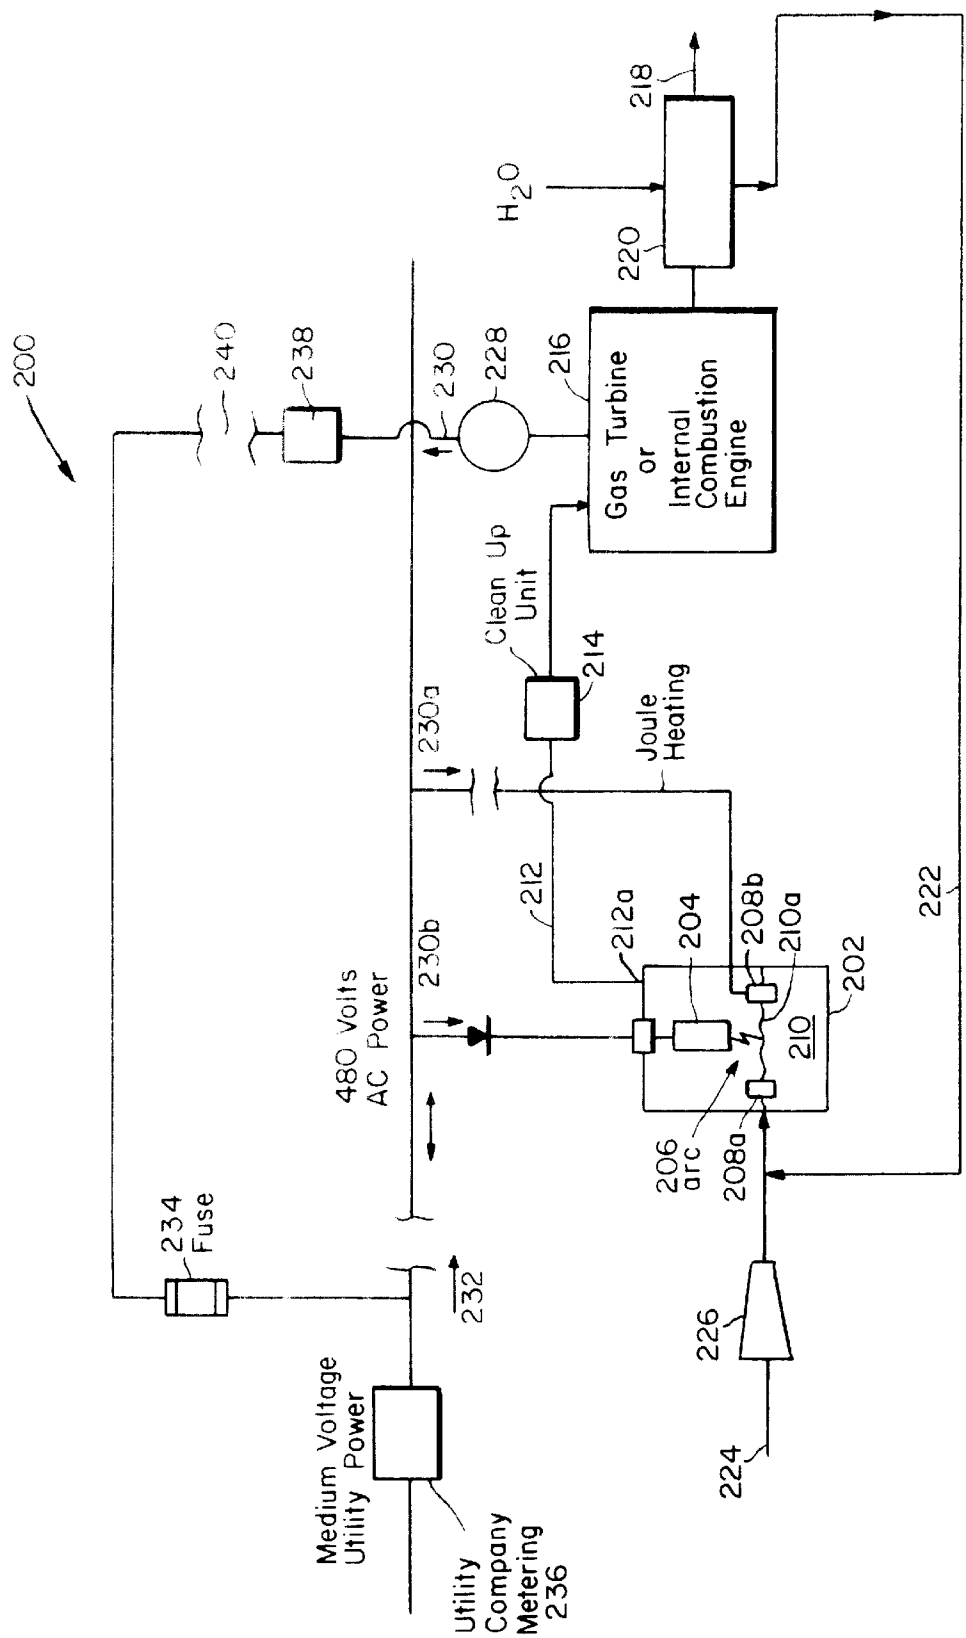 200
240
238
230
228
216
Gas Turbine
or
Internal
Combustion
Engine
H2O
218
220
222
Clean Up
Unit
214
230a
Joule
Heating
212
212a
204
208b
210a
202
210
230b
480 Volts
AC Power
206
arc
208a
234
Fuse
232
226
224
Medium Voltage
Utility Power
Utility
Company
Metering
236